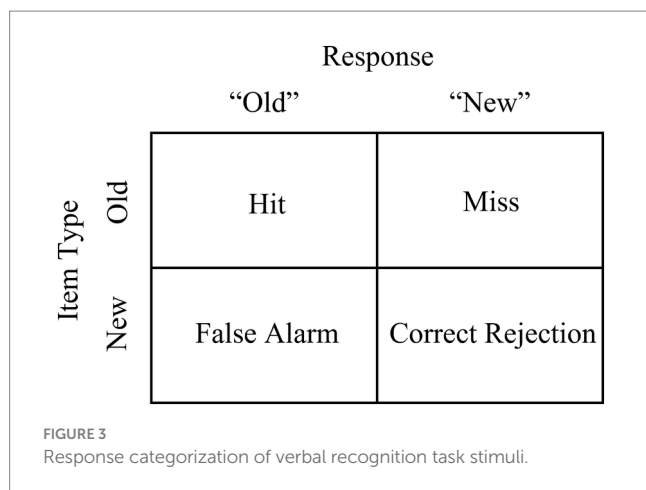 Response
“Old” “New”
Item Type
Old
Hit
Miss
New
False Alarm
Correct Rejection
FIGURE 3
Response categorization of verbal recognition task stimuli.